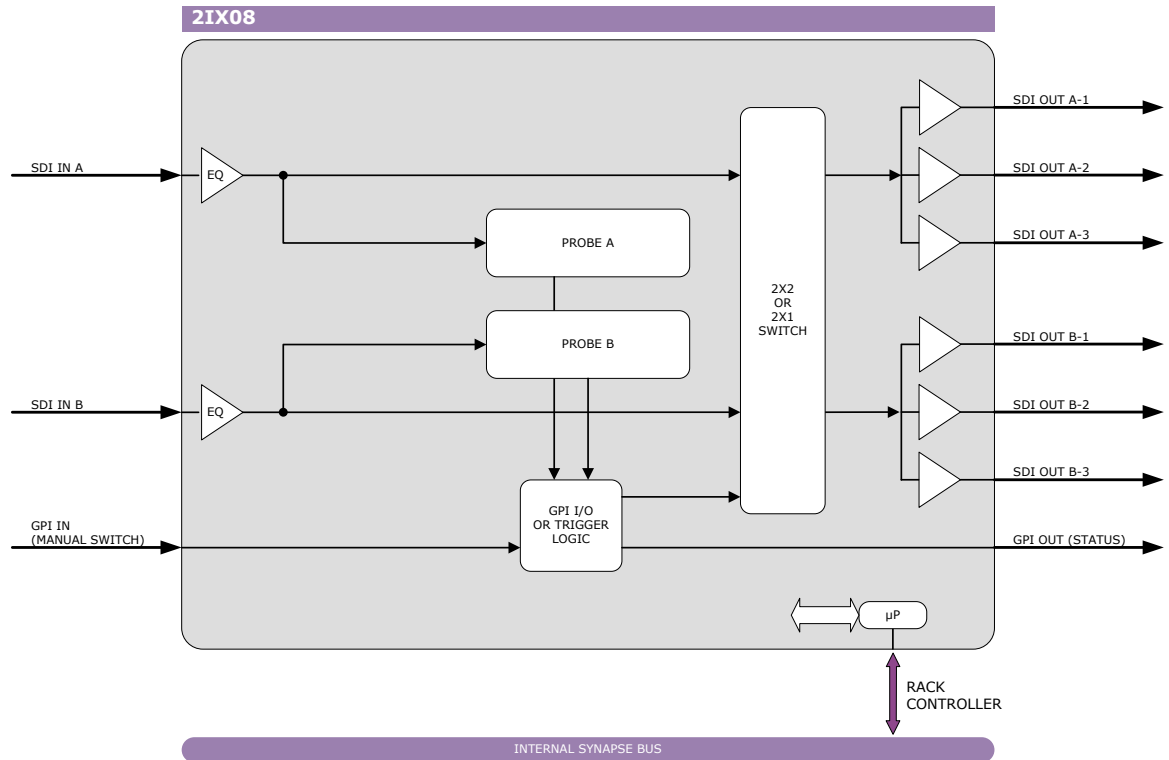 2IX08
SDI OUT A-1
SDI IN A
EQ
SDI OUT A-2
PROBE A
SDI OUT A-3
2X2
OR
2X1
SWITCH
PROBE B
SDI OUT B-1
SDI IN B
EQ
SDI OUT B-2
SDI OUT B-3
GPI I/O
OR TRIGGER
LOGIC
GPI IN
(MANUAL SWITCH)
GPI OUT (STATUS)
µP
RACK
CONTROLLER
INTERNAL SYNAPSE BUS